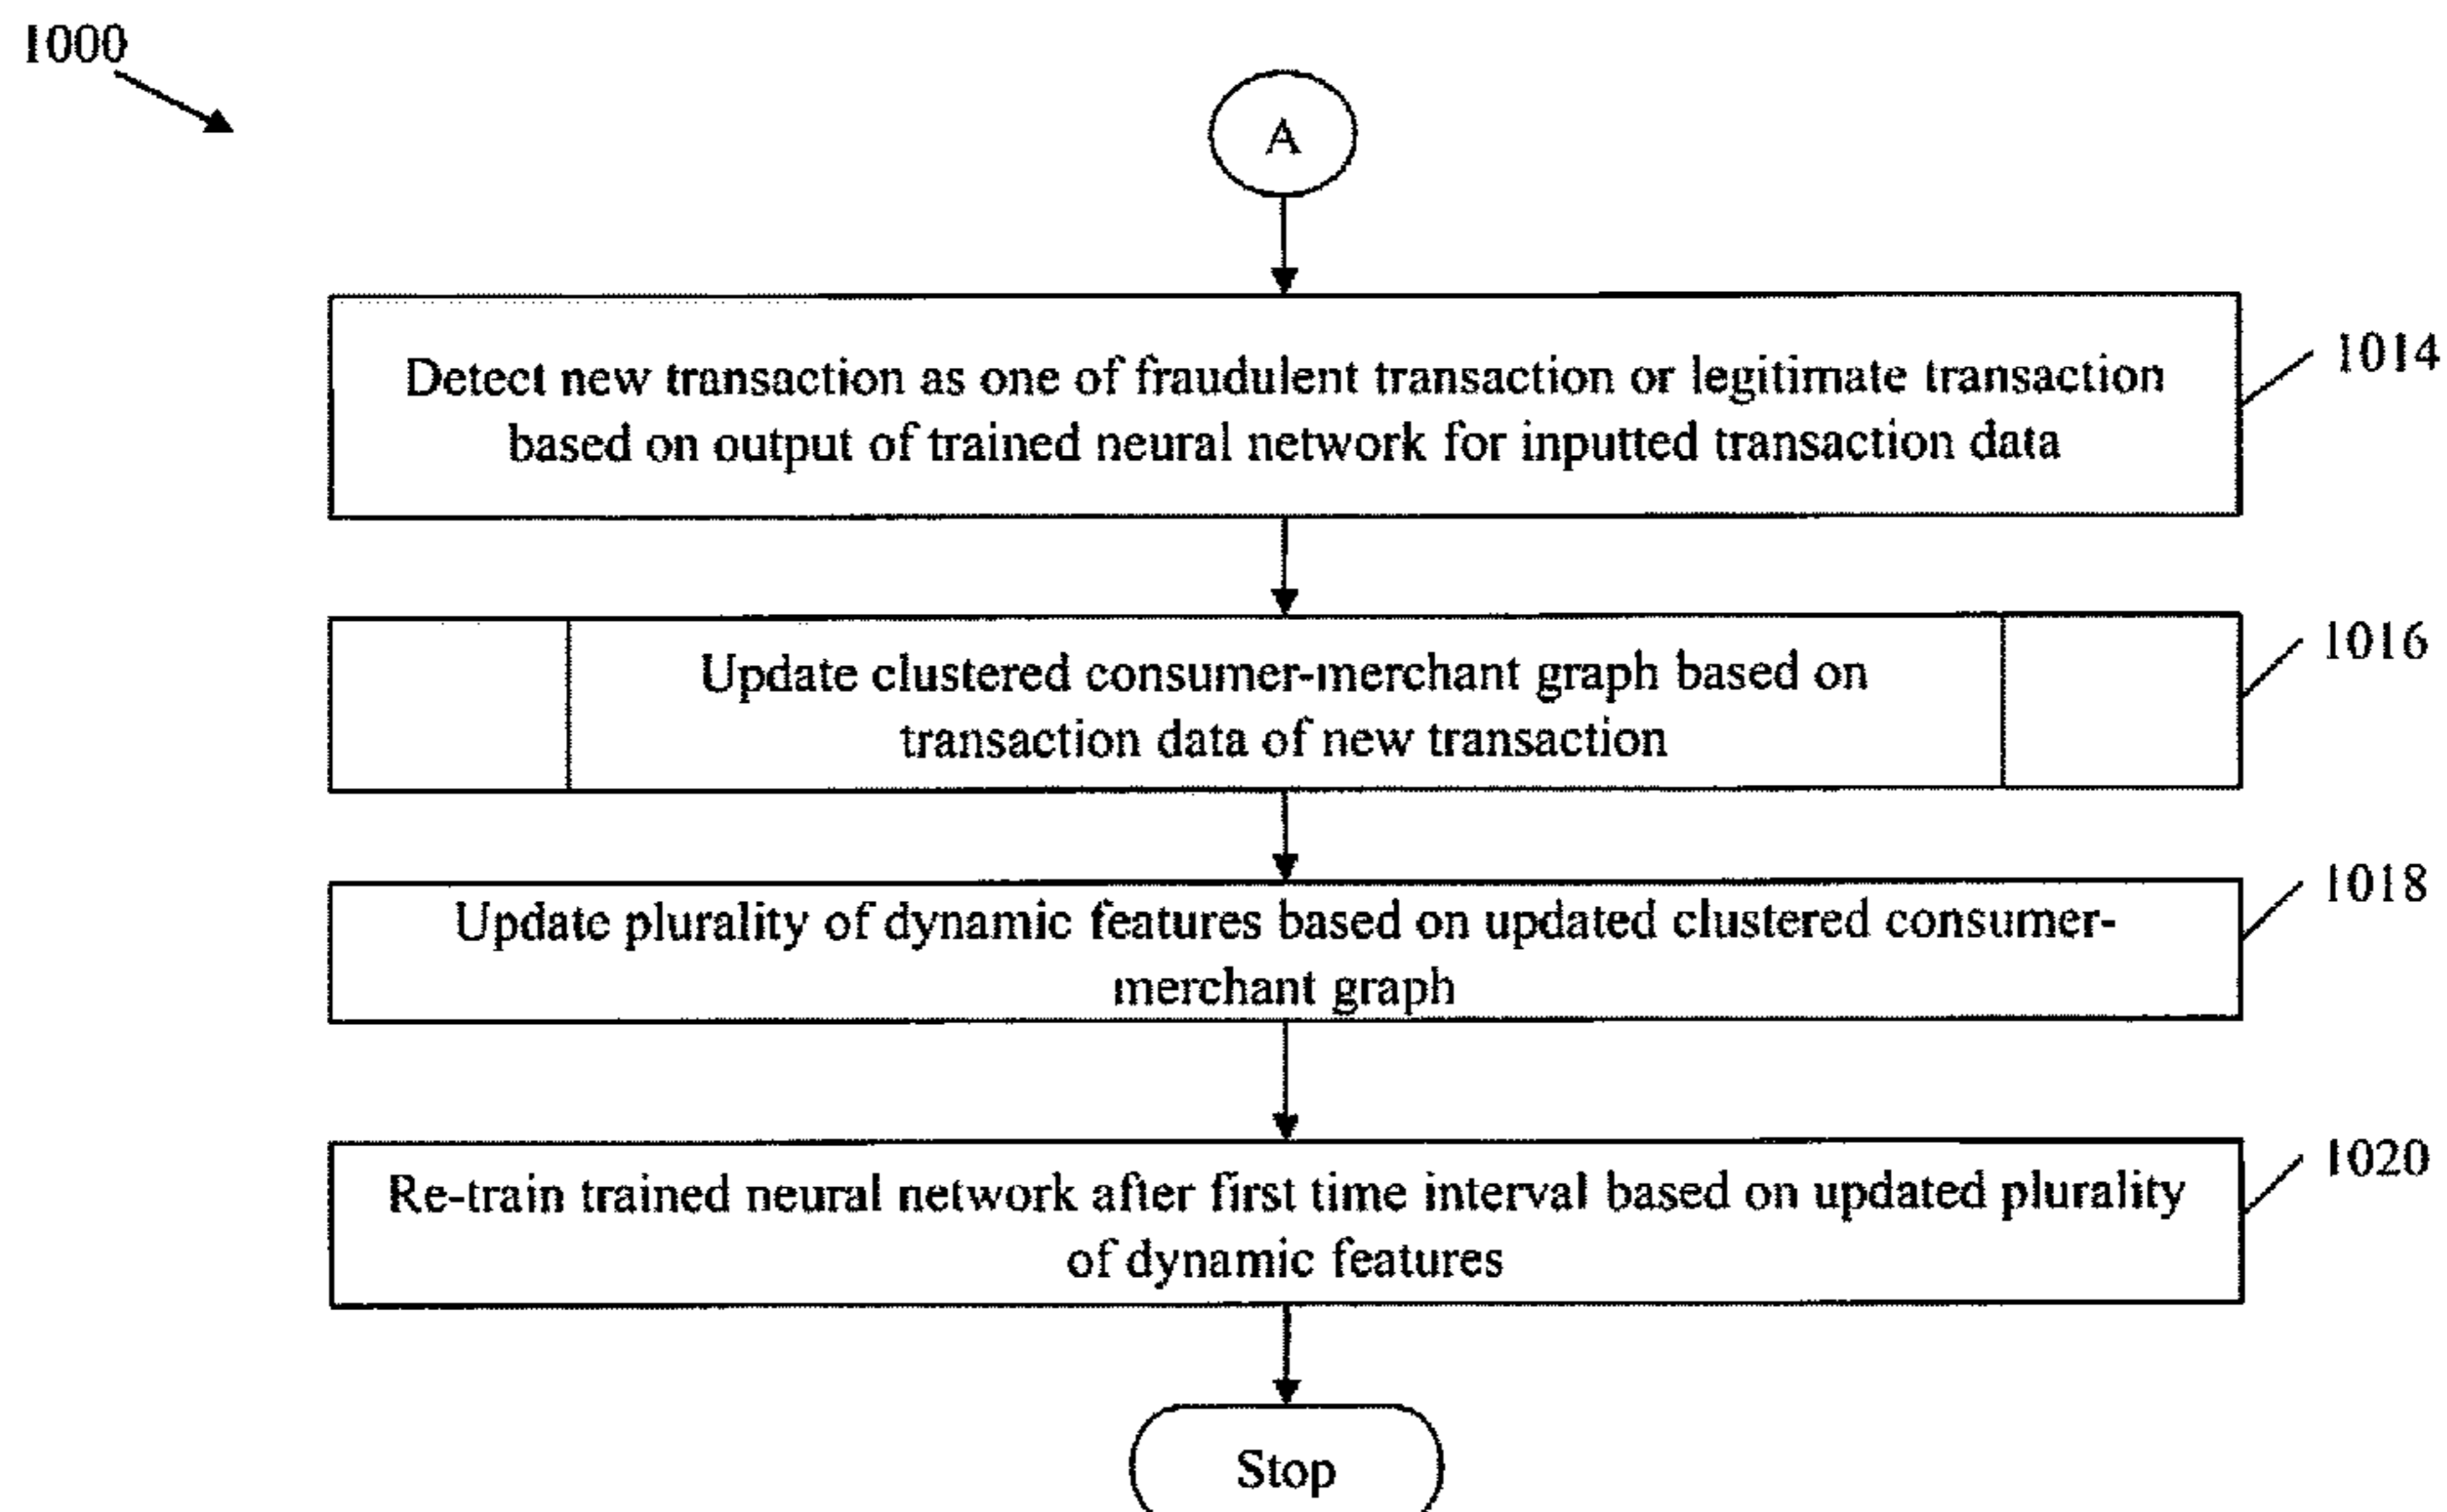 1000
A
Detect new transaction as one of fraudulent transaction or legitimate transaction
based on output of trained neural network for inputted transaction data
1014
Update clustered consumer-merchant graph based on
transaction data of new transaction
1016
Update plurality of dynamic features based on updated clustered consumer-
merchant graph
1018
Re-train trained neural network after first time interval based on updated plurality
of dynamic features
1020
Stop